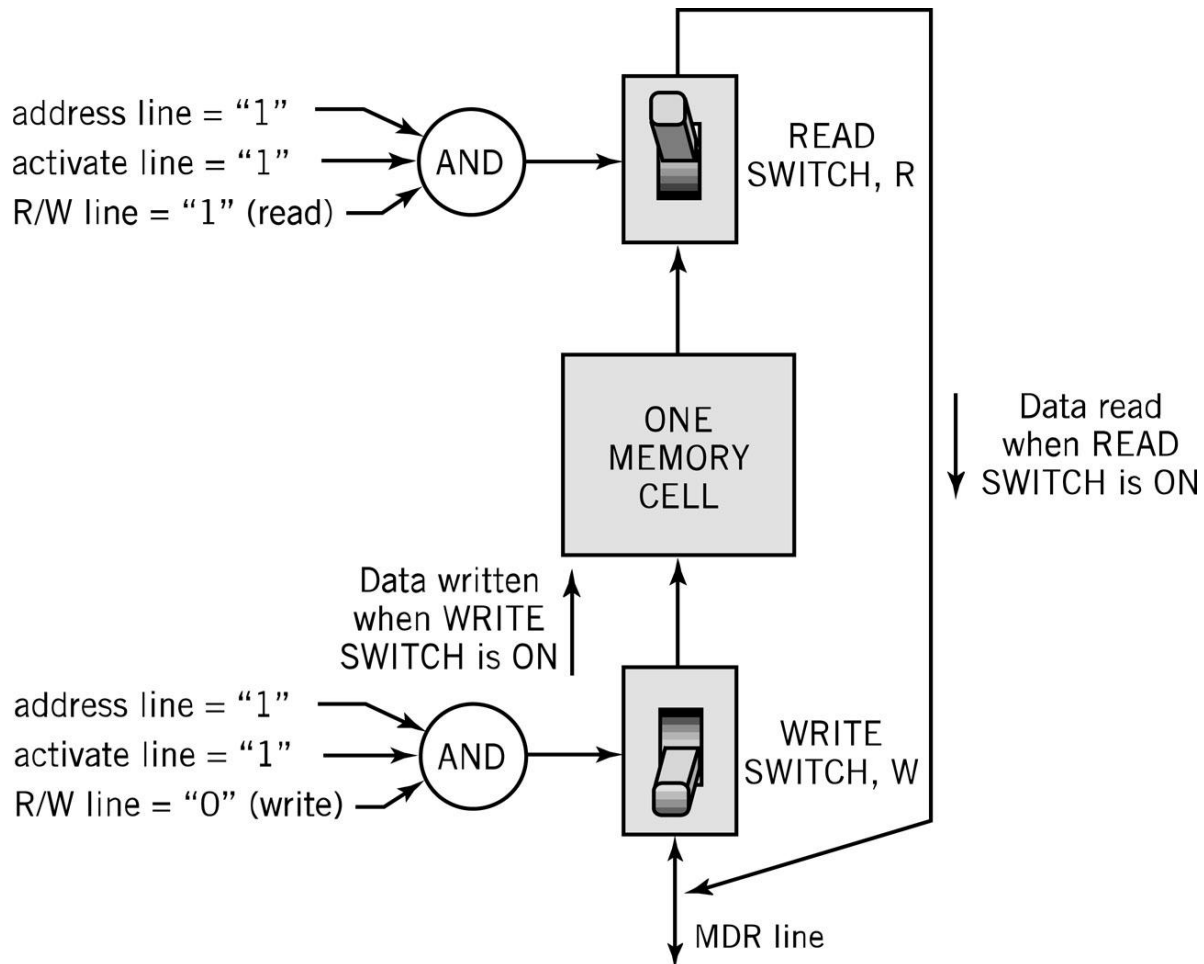 address line = “1”
activate line = “1”
R/W line = “1” (read)
AND
READ
SWITCH, R
ONE
MEMORY
CELL
Data read
when READ
SWITCH is ON
Data written
when WRITE
SWITCH is ON
address line = “1”
activate line = “1”
R/W line = “0” (write)
AND
WRITE
SWITCH, W
MDR line